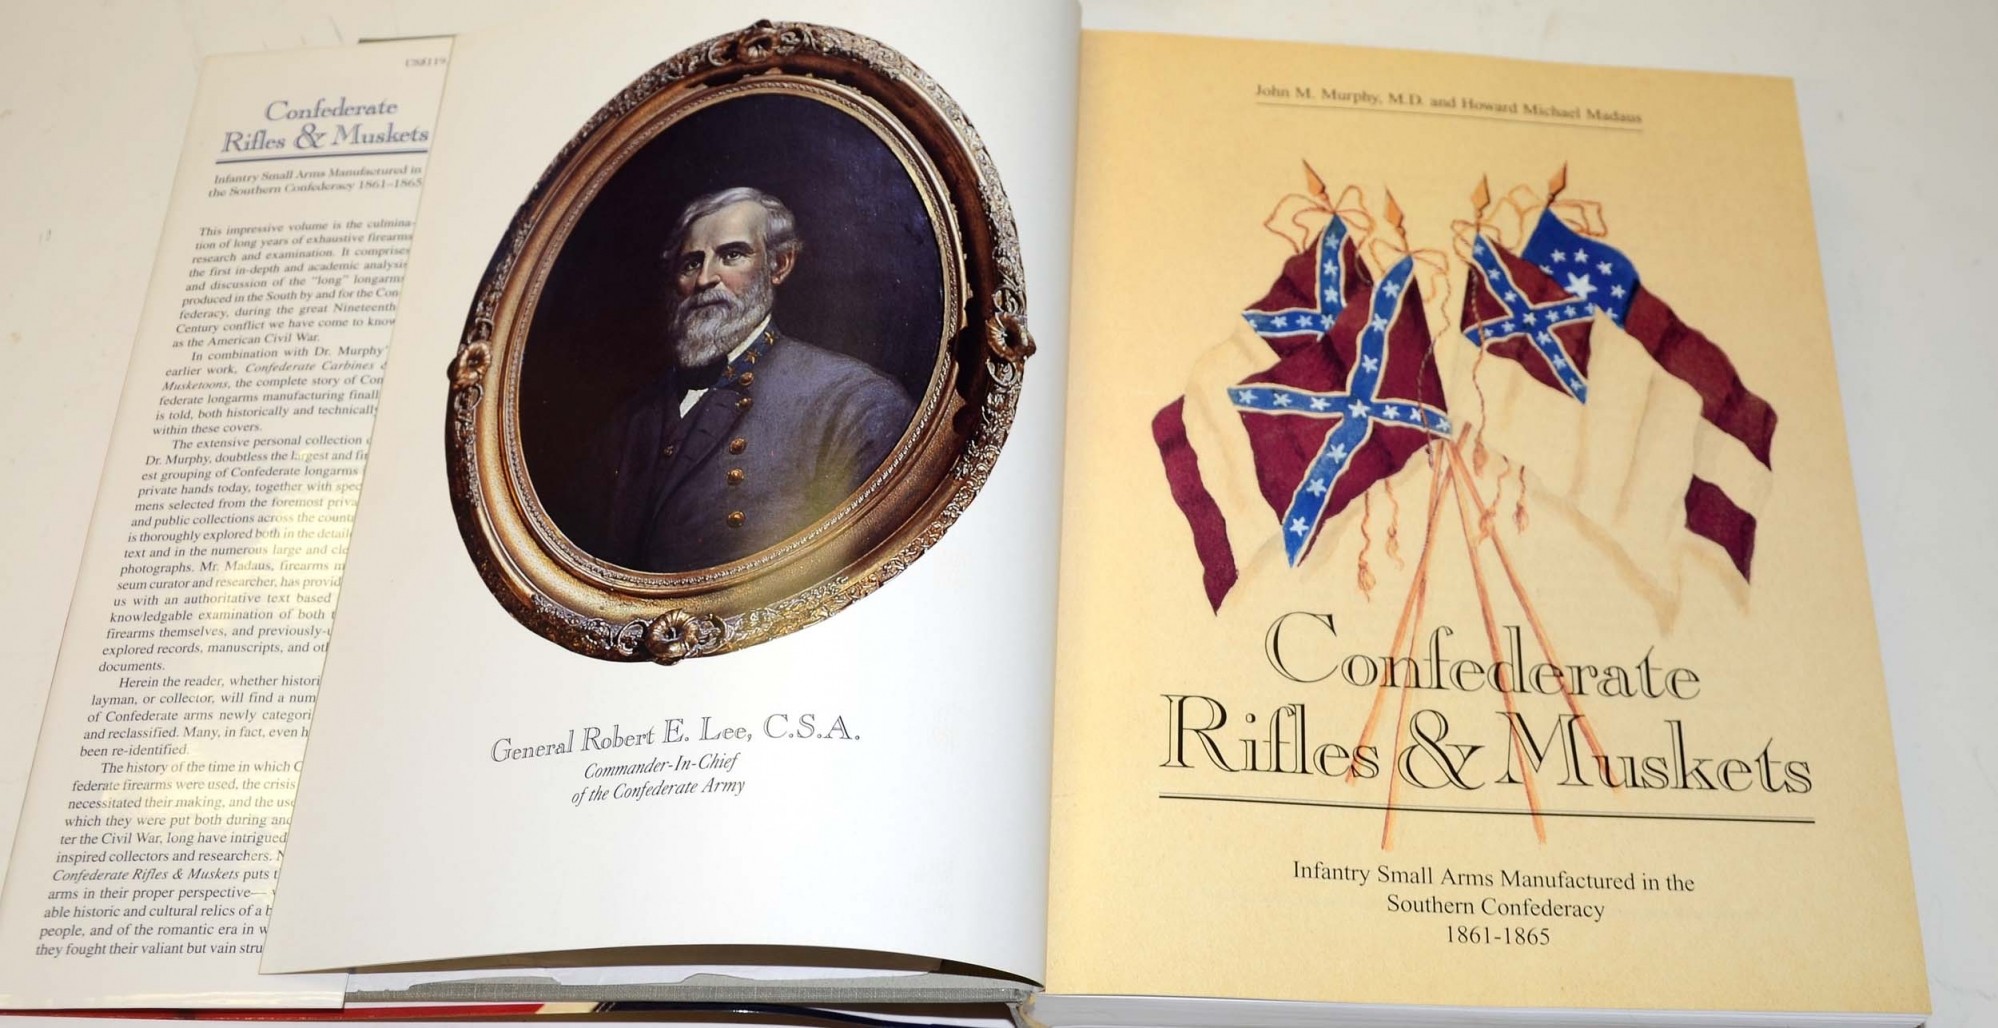 Confederate
Rifles & Muskets
Infantry Small Arms Manufactured in
the Southern Confederacy 1861–1865
This impressive volume is the culmina-
tion of long years of exhaustive firearms
research and examination. It comprises
the first in-depth and academic analysis
and discussion of the "long" longarms
produced in the South by and for the Con-
federacy, during the great Nineteenth
Century conflict we have come to know
as the American Civil War.
In combination with Dr. Murphy'
earlier work, Confederate Carbines &
Musketoons, the complete story of Con
federate longarms manufacturing finall
is told, both historically and technicall
within these covers.
The extensive personal collection
Dr. Murphy, doubtless the largest and fi
est grouping of Confederate longarms
private hands today, together with spec
mens selected from the foremost priva
and public collections across the count
is thoroughly explored both in the detail
text and in the numerous large and cle
photographs. Mr. Madaus, firearms m
seum curator and researcher, has provid
us with an authoritative text based
knowledgable examination of both t
firearms themselves, and previously-
explored records, manuscripts, and ot
documents.
Herein the reader, whether histori
layman, or collector, will find a num
of Confederate arms newly categori
and reclassified. Many, in fact, even h
been re-identified.
The history of the time in which C
federate firearms were used, the crisis
necessitated their making, and the use
which they were put both during and
ter the Civil War, long have intrigued
inspired collectors and researchers. N
Confederate Rifles & Muskets puts t
arms in their proper perspective—
able historic and cultural relics of a b
people, and of the romantic era in w
they fought their valiant but vain stru
General Robert E. Lee, C.S.A.
Commander-In-Chief
of the Confederate Army
John M. Murphy, M.D. and Howard Michael Madaus
Confederate
Rifles & Muskets
Infantry Small Arms Manufactured in the
Southern Confederacy
1861-1865